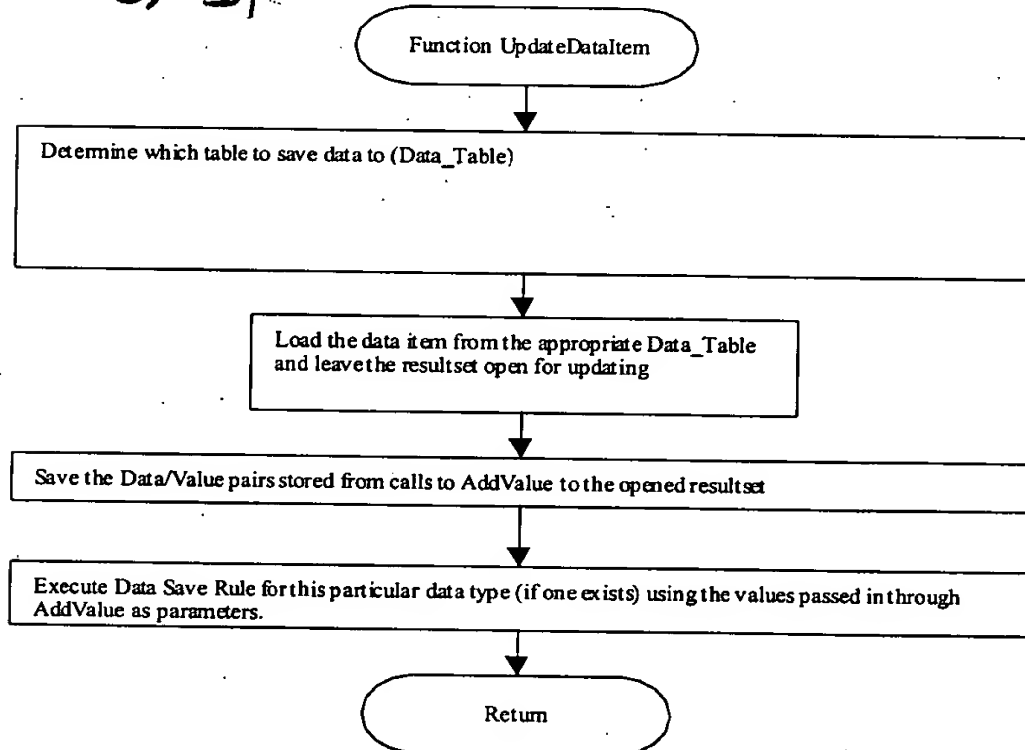 Function UpdateDataItem
Determine which table to save data to (Data_Table)
Load the data item from the appropriate Data_Table
and leave the resultset open for updating
Save the Data/Value pairs stored from calls to AddValue to the opened resultset
Execute Data Save Rule for this particular data type (if one exists) using the values passed in through
AddValue as parameters.
Return